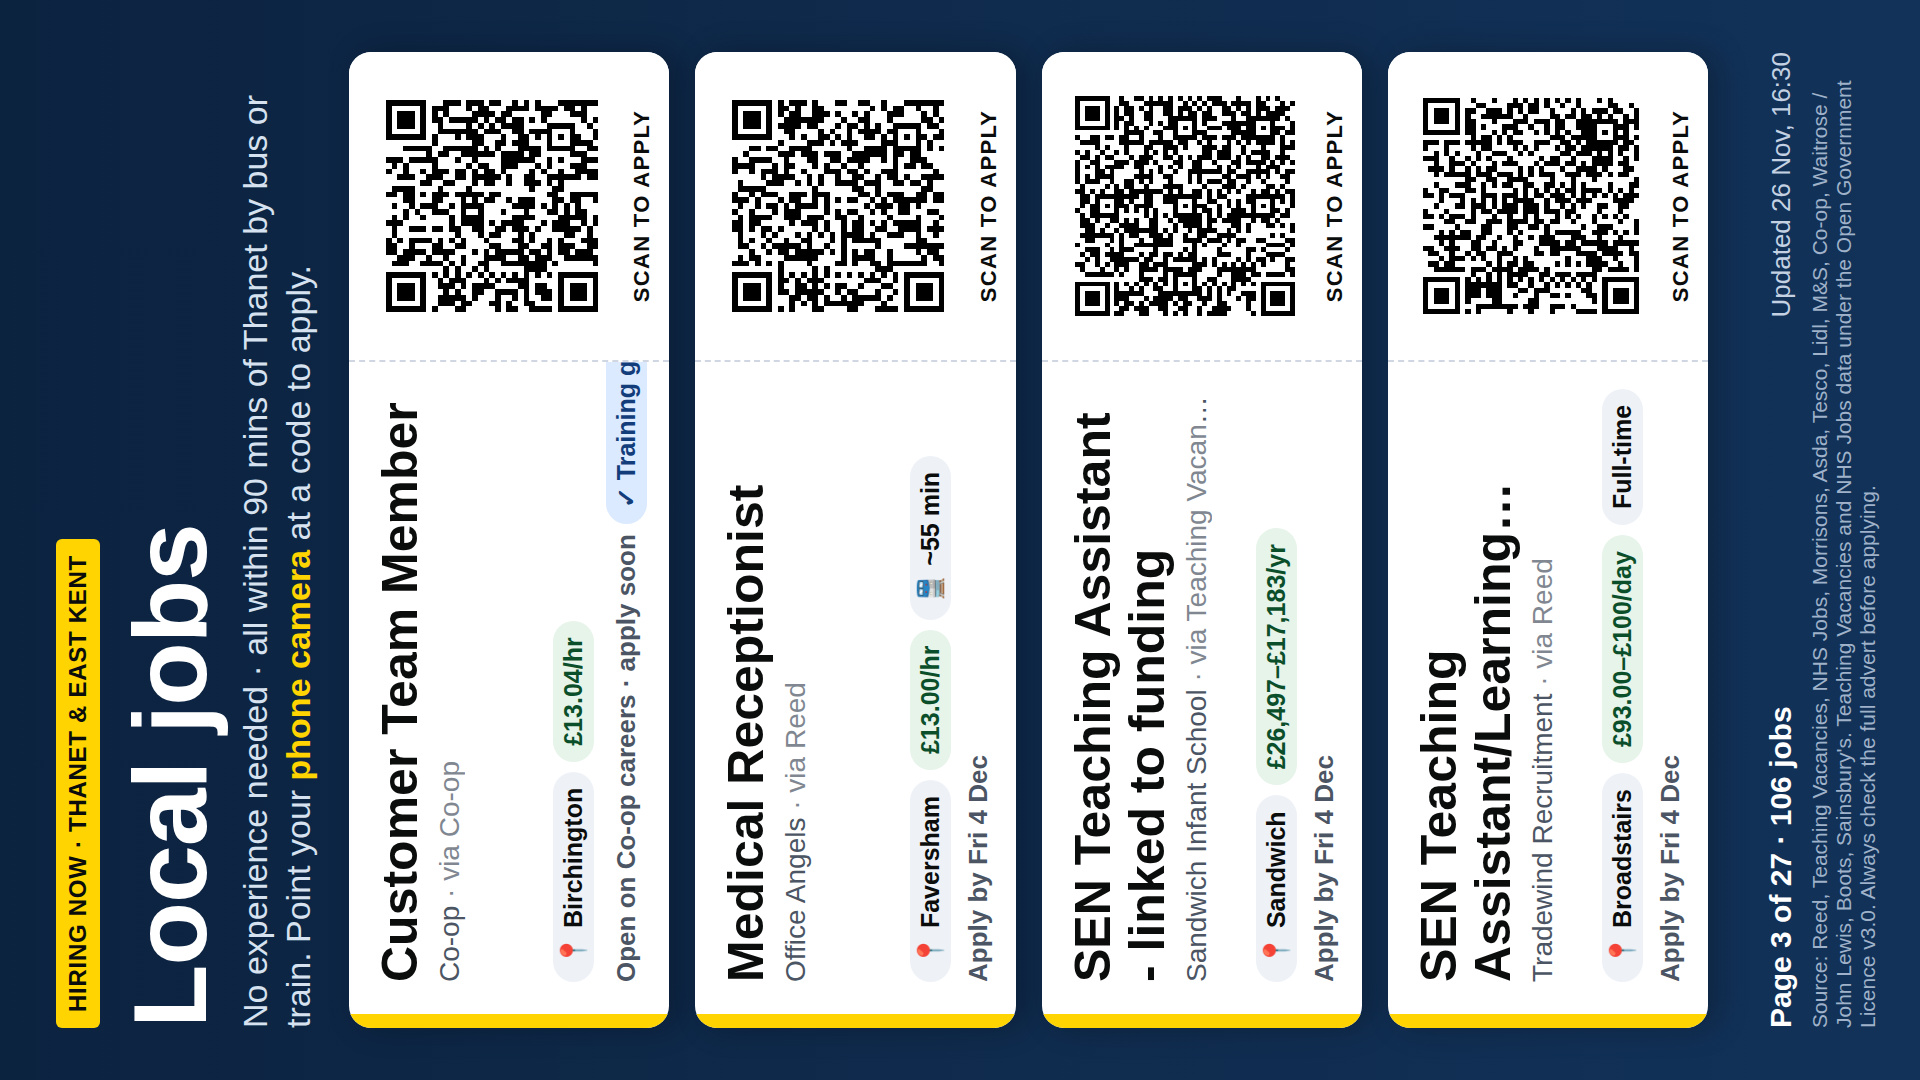 HIRING NOW · THANET & EAST KENT
Local jobs
No experience needed · all within 90 mins of Thanet by bus or
train. Point your phone camera at a code to apply.
Customer Team Member
Co-op · via Co-op
📍 Birchington
£13.04/hr
Open on Co-op careers · apply soon
✓ Training g
SCAN TO APPLY
Medical Receptionist
Office Angels · via Reed
📍 Faversham
£13.00/hr
🚆 ~55 min
Apply by Fri 4 Dec
SCAN TO APPLY
SEN Teaching Assistant
- linked to funding
Sandwich Infant School · via Teaching Vacan…
📍 Sandwich
£26,497–£17,183/yr
Apply by Fri 4 Dec
SCAN TO APPLY
SEN Teaching
Assistant/Learning…
Tradewind Recruitment · via Reed
📍 Broadstairs
£93.00–£100/day
Full-time
Apply by Fri 4 Dec
SCAN TO APPLY
Page 3 of 27 · 106 jobs
Updated 26 Nov, 16:30
Source: Reed, Teaching Vacancies, NHS Jobs, Morrisons, Asda, Tesco, Lidl, M&S, Co-op, Waitrose /
John Lewis, Boots, Sainsbury's. Teaching Vacancies and NHS Jobs data under the Open Government
Licence v3.0. Always check the full advert before applying.